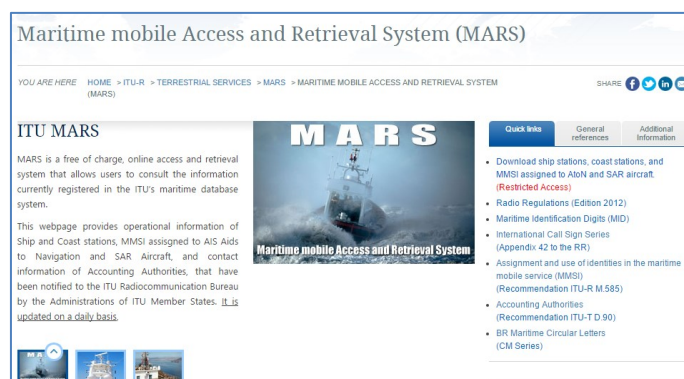 Maritime mobile Access and Retrieval System (MARS)
YOU ARE HERE HOME > ITU-R > TERRESTRIAL SERVICES > MARS > MARITIME MOBILE ACCESS AND RETRIEVAL SYSTEM
(MARS)
SHARE
ITU MARS
MARS is a free of charge, online access and retrieval
system that allows users to consult the information
currently registered in the ITU's maritime database
system.
This webpage provides operational information of
Ship and Coast stations, MMSI assigned to AIS Aids
to Navigation and SAR Aircraft, and contact
information of Accounting Authorities, that have
been notified to the ITU Radiocommunication Bureau
by the Administrations of ITU Member States. It is
updated on a daily basis.
MARS
Maritime mobile Access and Retrieval System
Quick links
General
references
Additional
Information
Download ship stations, coast stations, and
MMSI assigned to AtoN and SAR aircraft
(Restricted Access)
Radio Regulations (Edition 2012)
Maritime Identification Digits (MID)
International Call Sign Series
(Appendix 42 to the RR)
Assignment and use of identities in the maritime
mobile service (MMSI)
(Recommendation ITU-R M.585)
Accounting Authorities
(Recommendation ITU-T D.90)
BR Maritime Circular Letters
(CM Series)